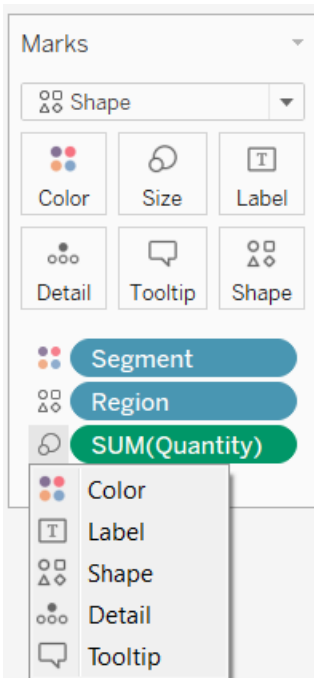 Marks
Shape
Color Size Label
Detail Tooltip Shape
Segment
Region
SUM(Quantity)
Color
T Label
Shape
Detail
Tooltip